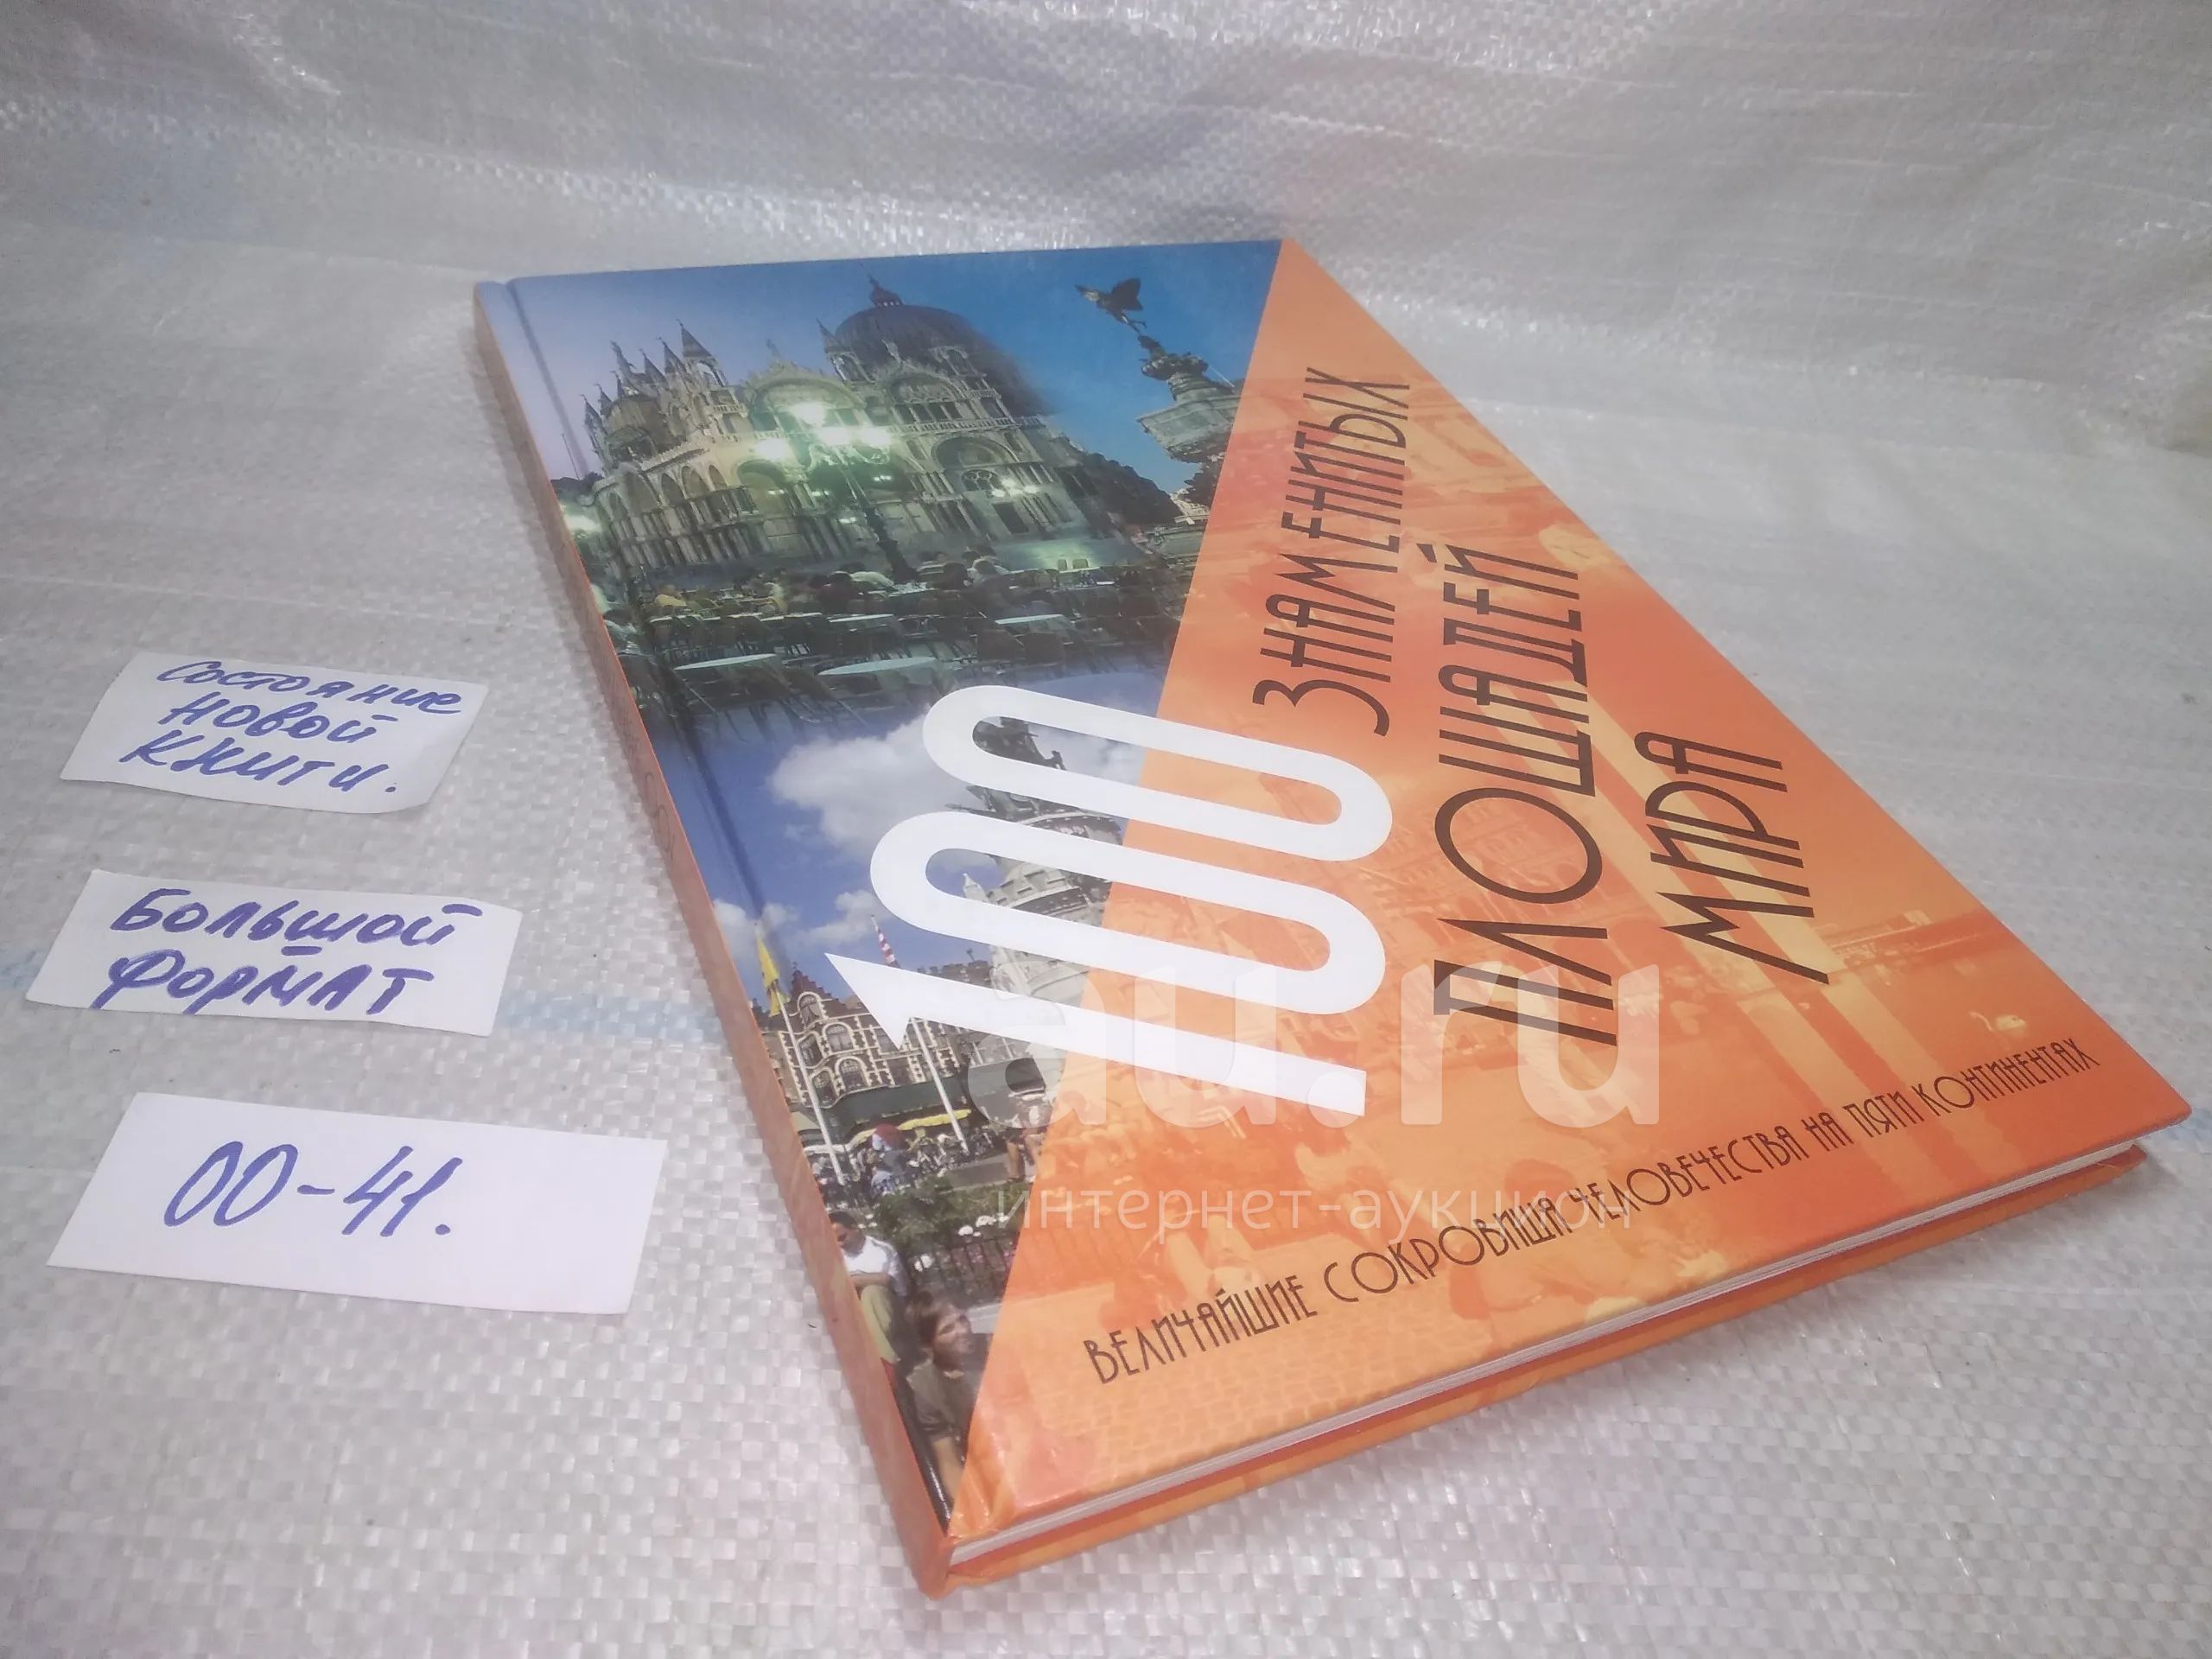 Состояние
новой
книги.
Большой
формат
00-41.
100
ЗНАМЕНИТЫХ
ПЛОЩАДЕЙ
МИРА
ВЕЛИЧАЙШИЕ СОКРОВИЩА ЧЕЛОВЕЧЕСТВА НА ПЯТИ КОНТИНЕНТАХ
au.ru
интернет-аукцион